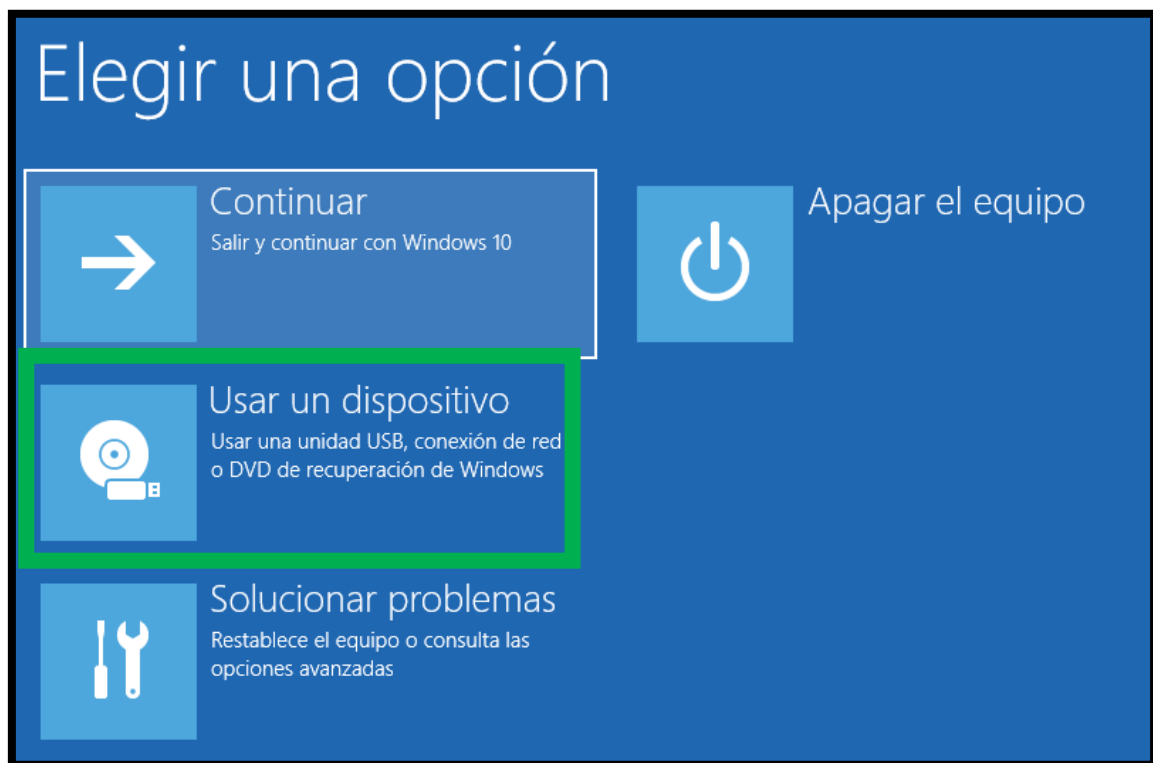 Elegir una opción
Continuar
Salir y continuar con Windows 10
Apagar el equipo
Usar un dispositivo
Usar una unidad USB, conexión de red
o DVD de recuperación de Windows
Solucionar problemas
Restablece el equipo o consulta las
opciones avanzadas